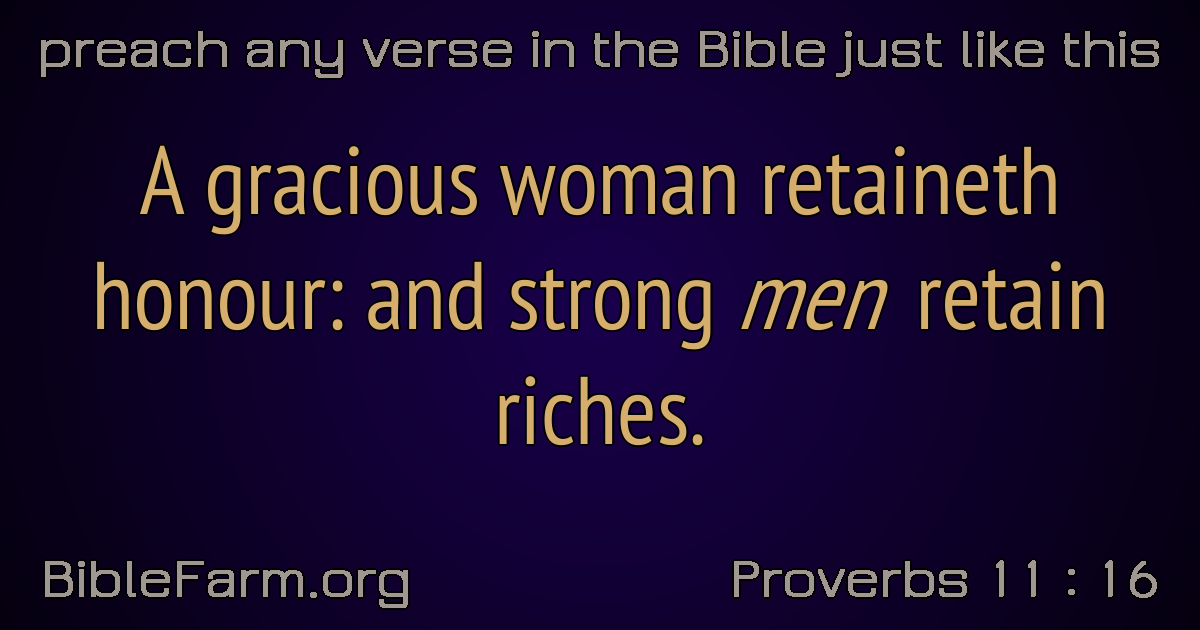 preach any verse in the Bible just like this
A gracious woman retaineth
honour: and strong men retain
riches.
BibleFarm.org
Proverbs 11 : 16